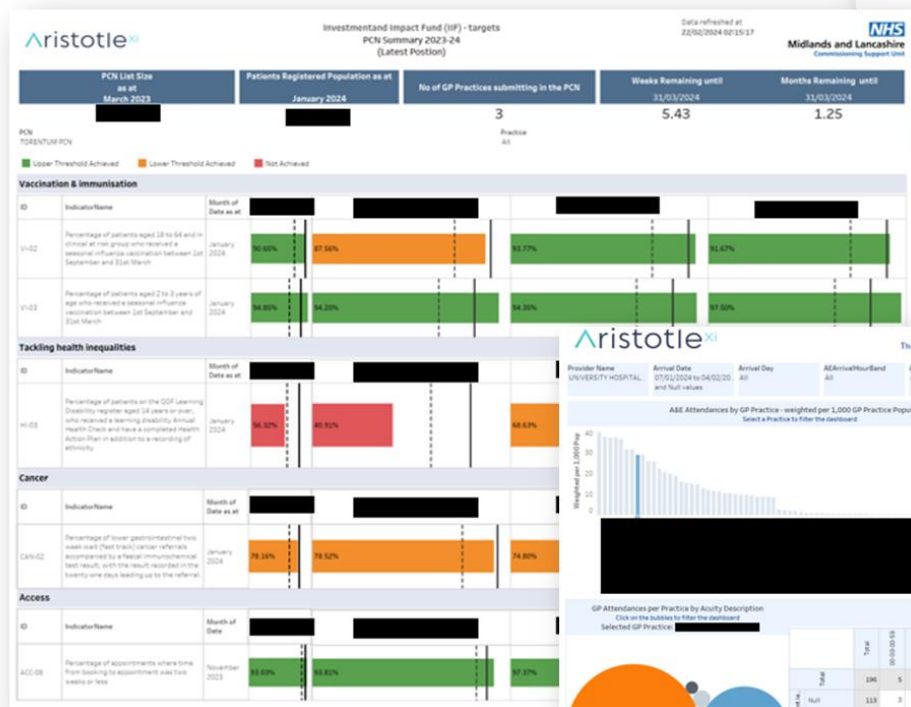 Aristotle xi
Investmentand Impact Fund (IIF) - targets
PCN Summary 2023-24
(Latest Postion)
Data refreshed at
22/02/2024 02:15:17
NHS
Midlands and Lancashire
Commissioning Support Unit
PCN List Size
as at
March 2023
Patients Registered Population as at
January 2024
No of GP Practices submitting in the PCN
3
Weeks Remaining until
31/03/2024
5.43
Months Remaining until
31/03/2024
1.25
PCN
TORENTUM PCN
Practice
All
Upper Threshold Achieved
Lower Threshold Achieved
Not Achieved
Vaccination & immunisation
ID
IndicatorName
Month of
Date as at
VI-02
Percentage of patients aged 18 to 64 and in
clinical at risk group who received a
seasonal influenza vaccination between 1st
September and 31st March
January
2024
90.65%
87.56%
93.77%
91.67%
VI-03
Percentage of patients aged 2 to 3 years of
age who received a seasonal influenza
vaccination between 1st September and
31st March
January
2024
94.85%
94.20%
94.35%
97.50%
Tackling health inequalities
ID
IndicatorName
Month of
Date as at
HI-03
Percentage of patients on the QOF Learning
Disability register aged 14 years or over,
who received a learning disability Annual
Health Check and have a completed Health
Action Plan in addition to a recording of
ethnicity
January
2024
56.32%
40.91%
68.63%
Cancer
ID
IndicatorName
Month of
Date as at
CAN-02
Percentage of lower gastrointestinal two
week wait (fast track) cancer referrals
accompanied by a faecal immunochemical
test result, with the result recorded in the
twenty-one days leading up to the referral
January
2024
78.16%
78.52%
74.80%
Access
ID
IndicatorName
Month of
Date
ACC-08
Percentage of appointments where time
from booking to appointment was two
weeks or less
November
2023
93.03%
93.81%
97.37%
Aristotle xi
Provider Name
UNIVERSITY HOSPITAL..
Arrival Date
07/01/2024 to 04/02/20..
and Null values
Arrival Day
All
AEArrivalHourBand
All
A&E Attendances by GP Practice - weighted per 1,000 GP Practice Popu
Select a Practice to filter the dashboard
Weighted per 1,000 Pop
40
30
20
10
0
GP Attendances per Practice by Acuity Description
Click on the bubbles to filter the dashboard
Selected GP Practice:
Total
00:00-00:59
Total
196
5
Null
113
3